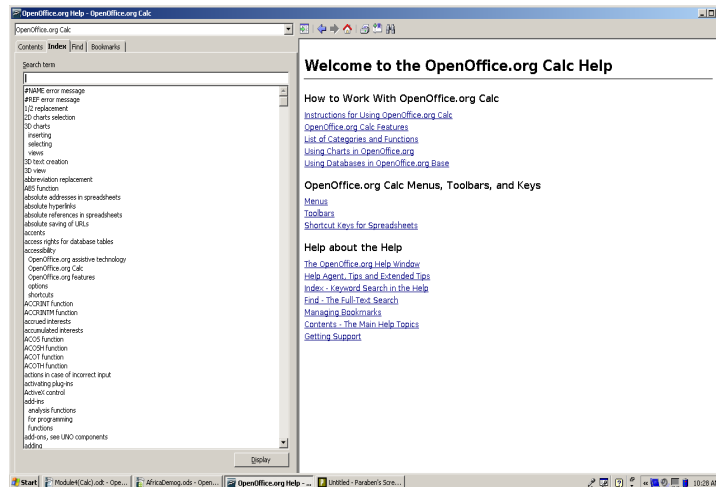 OpenOffice.org Help - OpenOffice.org Calc
OpenOffice.org Calc
Contents Index Find Bookmarks
Search term
#NAME error message
#REF error message
1/2 replacement
2D charts selection
3D charts
inserting
selecting
views
3D text creation
3D view
abbreviation replacement
ABS function
absolute addresses in spreadsheets
absolute hyperlinks
absolute references in spreadsheets
absolute saving of URLs
accents
access rights for database tables
accessibility
OpenOffice.org assistive technology
OpenOffice.org Calc
OpenOffice.org features
options
shortcuts
ACCRINT function
ACCRINTM function
accrued interests
accumulated interests
ACOS function
ACOSH function
ACOT function
ACOTH function
actions in case of incorrect input
activating plug-ins
ActiveX control
add-ins
analysis functions
for programming
functions
add-ons, see UNO components
adding
Display
Welcome to the OpenOffice.org Calc Help
How to Work With OpenOffice.org Calc
Instructions for Using OpenOffice.org Calc
OpenOffice.org Calc Features
List of Categories and Functions
Using Charts in OpenOffice.org
Using Databases in OpenOffice.org Base
OpenOffice.org Calc Menus, Toolbars, and Keys
Menus
Toolbars
Shortcut Keys for Spreadsheets
Help about the Help
The OpenOffice.org Help Window
Help Agent, Tips and Extended Tips
Index - Keyword Search in the Help
Find - The Full-Text Search
Managing Bookmarks
Contents - The Main Help Topics
Getting Support
Start Module4(Calc).odt - Ope... AfricaDemog.ods - Open... OpenOffice.org Help - ... Untitled - Paraben's Scre... 10:28 AM